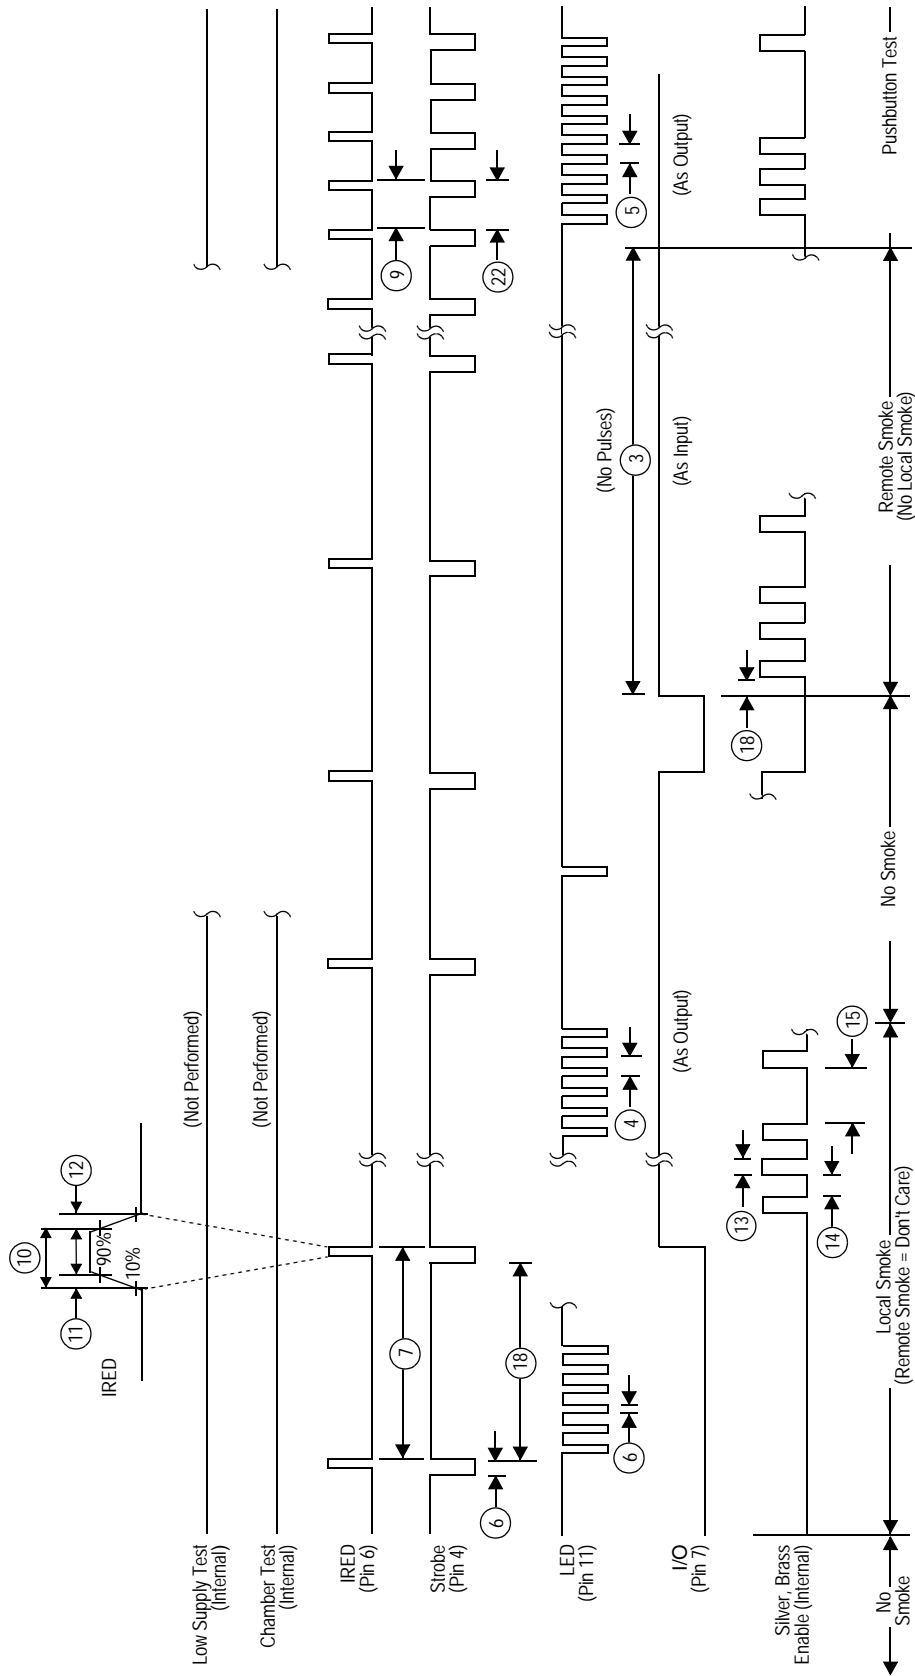 10
11
12
90%
10%
IRED
Low Supply Test
(Internal)
(Not Performed)
Chamber Test
(Internal)
(Not Performed)
IRED
(Pin 6)
7
9
Strobe
(Pin 4)
6
18
22
LED
(Pin 11)
6
4
5
(No Pulses)
3
I/O
(Pin 7)
(As Output)
(As Input)
(As Output)
18
Silver, Brass
Enable (Internal)
13
14
15
No
Smoke
Local Smoke
(Remote Smoke = Don't Care)
No Smoke
Remote Smoke
(No Local Smoke)
Pushbutton Test